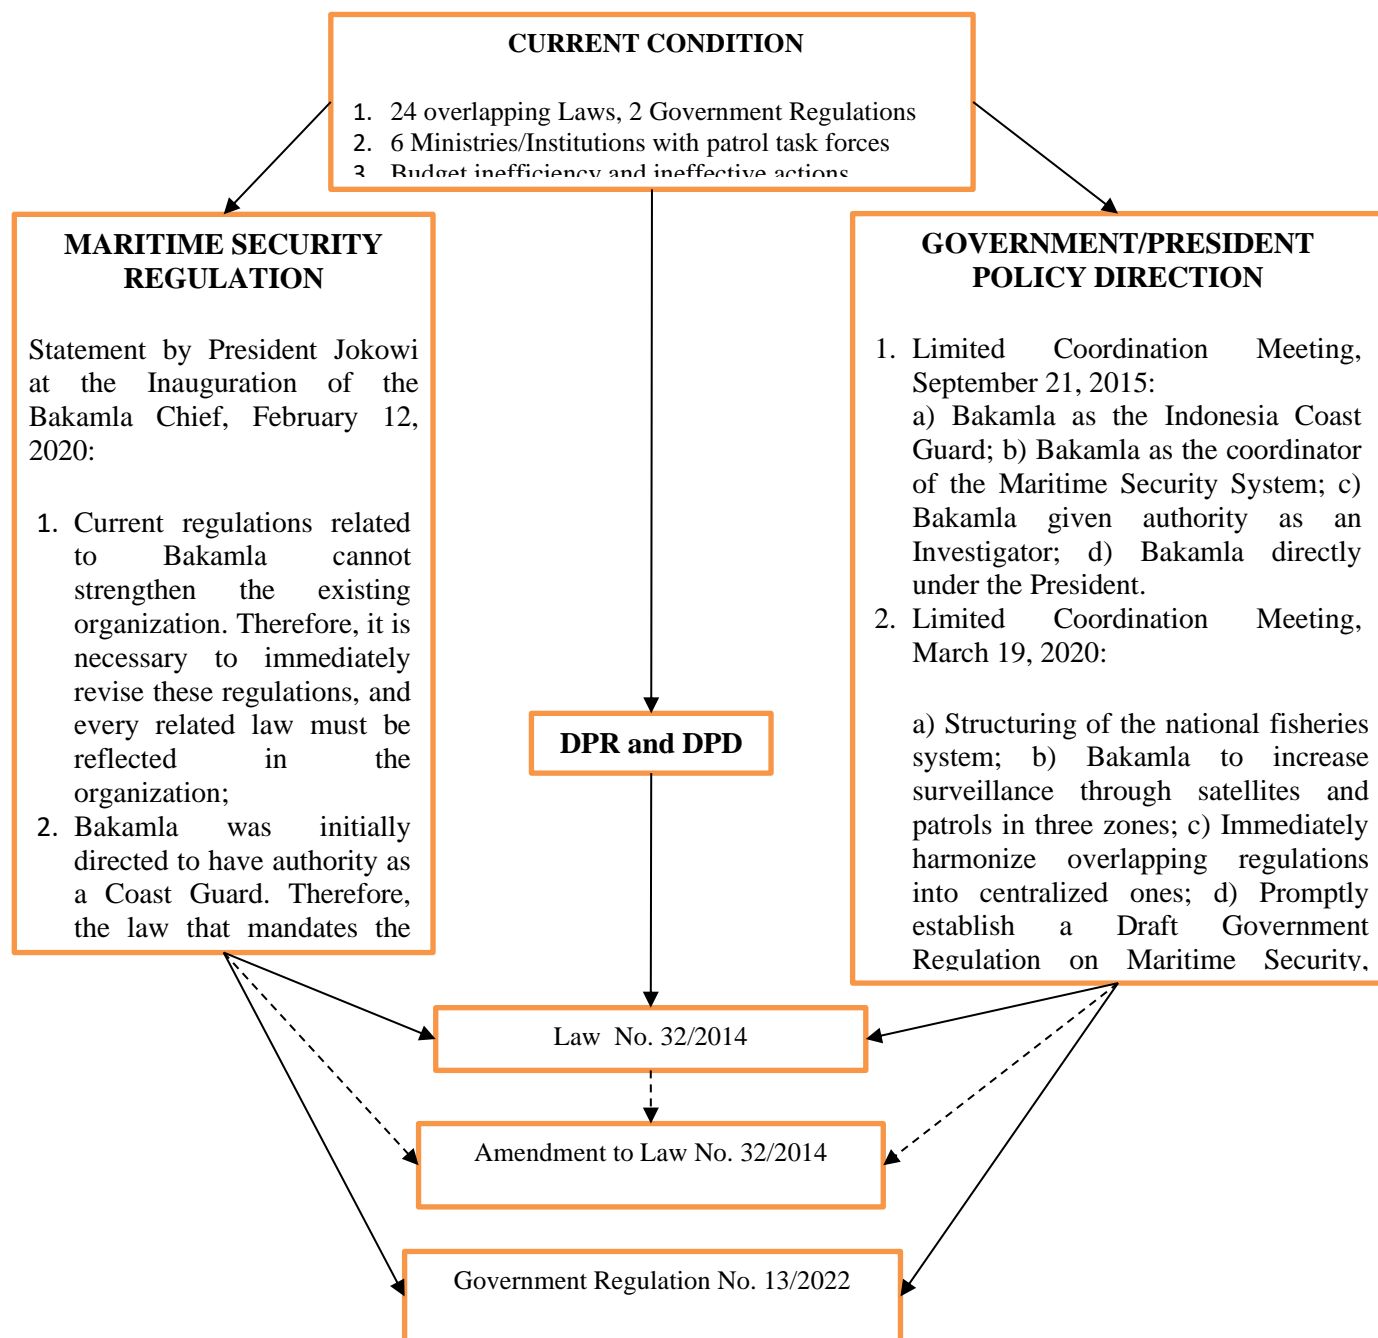 CURRENT CONDITION
1. 24 overlapping Laws, 2 Government Regulations
2. 6 Ministries/Institutions with patrol task forces
3. Budget inefficiency and ineffective actions
MARITIME SECURITY
REGULATION
Statement by President Jokowi
at the Inauguration of the
Bakamla Chief, February 12,
2020:
1. Current regulations related
to Bakamla cannot
strengthen the existing
organization. Therefore, it is
necessary to immediately
revise these regulations, and
every related law must be
reflected in the
organization;
2. Bakamla was initially
directed to have authority as
a Coast Guard. Therefore,
the law that mandates the
GOVERNMENT/PRESIDENT
POLICY DIRECTION
1. Limited Coordination Meeting,
September 21, 2015:
a) Bakamla as the Indonesia Coast
Guard; b) Bakamla as the coordinator
of the Maritime Security System; c)
Bakamla given authority as an
Investigator; d) Bakamla directly
under the President.
2. Limited Coordination Meeting,
March 19, 2020:
a) Structuring of the national fisheries
system; b) Bakamla to increase
surveillance through satellites and
patrols in three zones; c) Immediately
harmonize overlapping regulations
into centralized ones; d) Promptly
establish a Draft Government
Regulation on Maritime Security,
DPR and DPD
Law No. 32/2014
Amendment to Law No. 32/2014
Government Regulation No. 13/2022